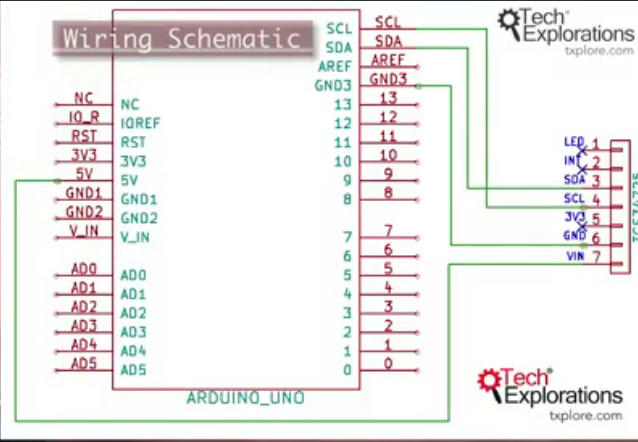 Wiring Schematic
Tech®
Explorations
txplore.com
SCL SCL
SDA SDA
AREF AREF
GND3 GND3
NC NC 13 13
IO_R IOREF 12 12
RST RST 11 11
3V3 3V3 10 10
5V 5V 9 9
GND1 GND1 8 8
GND2 GND2
V_IN V_IN 7 7
6 6
AD0 AD0 5 5
AD1 AD1 4 4
AD2 AD2 3 3
AD3 AD3 2 2
AD4 AD4 1 1
AD5 AD5 0 0
ARDUINO_UNO
LED 1
INT 2
SDA 3
SCL 4
3V3 5
GND 6
VIN 7
Tech®
Explorations
txplore.com